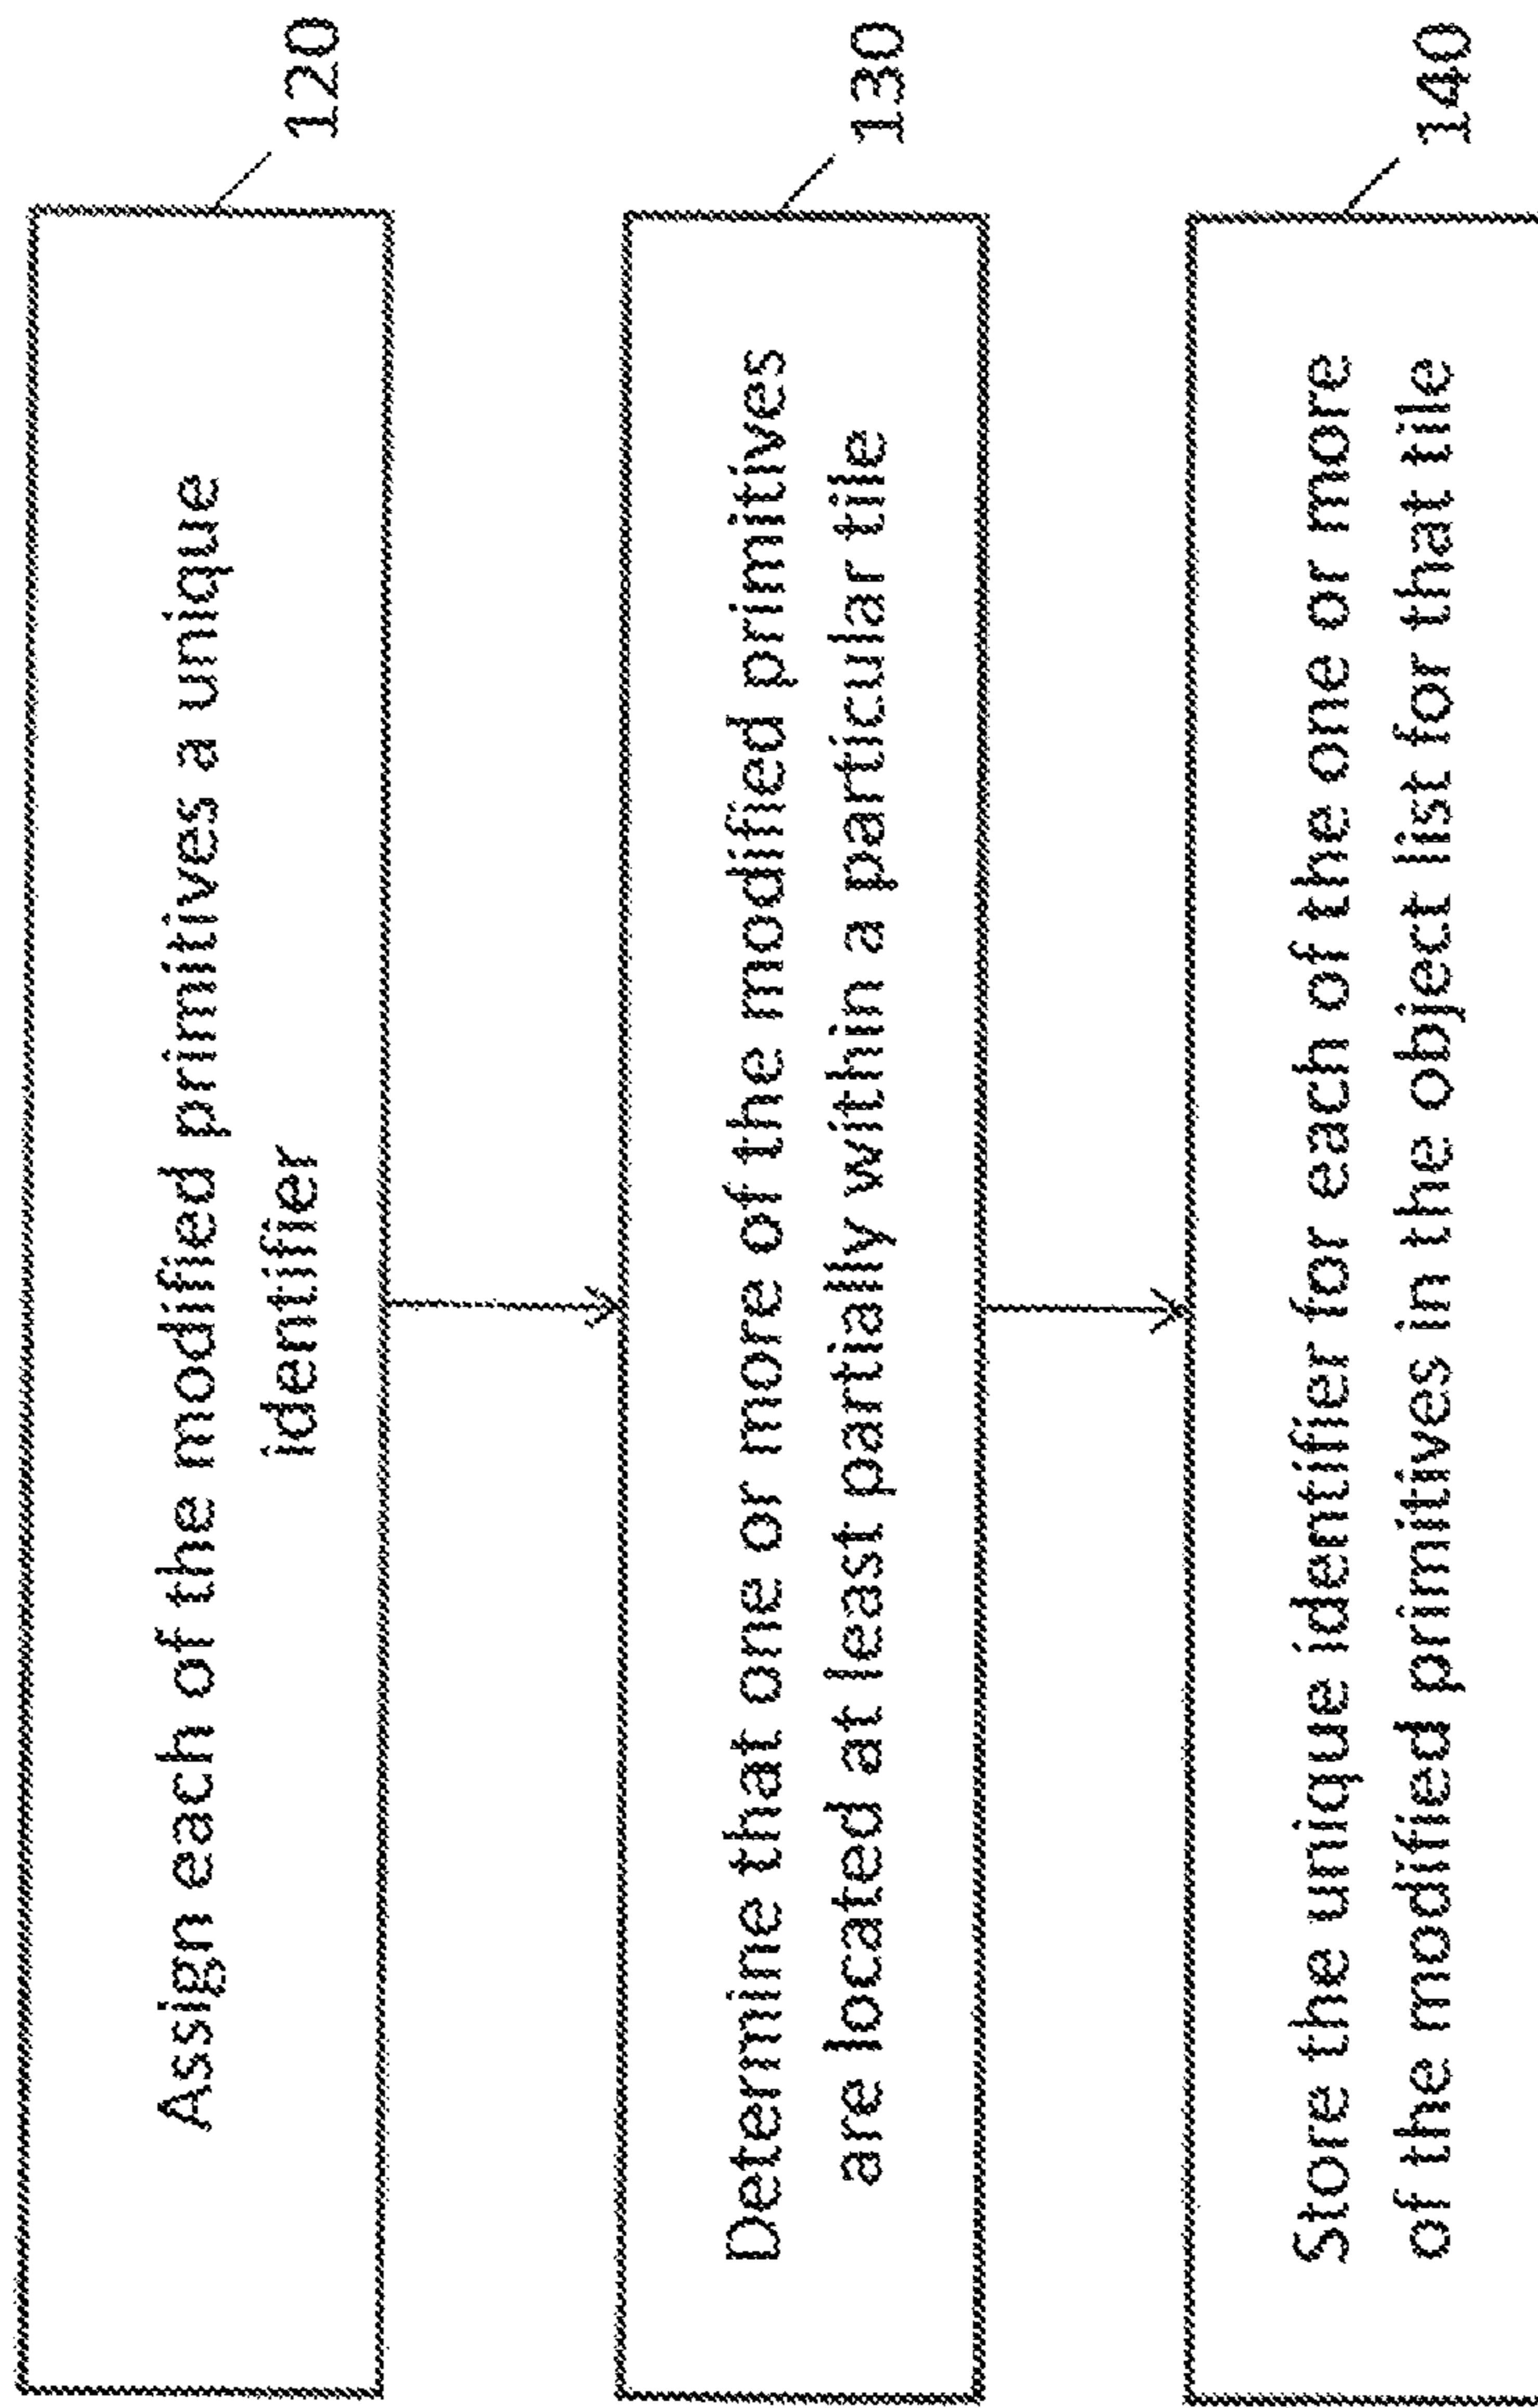 Assign each of the modified primitives a unique
identifier
120
Determine that one or more of the modified primitives
are located at least partially within a particular tile
130
Store the unique identifier for each of the one or more
of the modified primitives in the object list for that tile
140